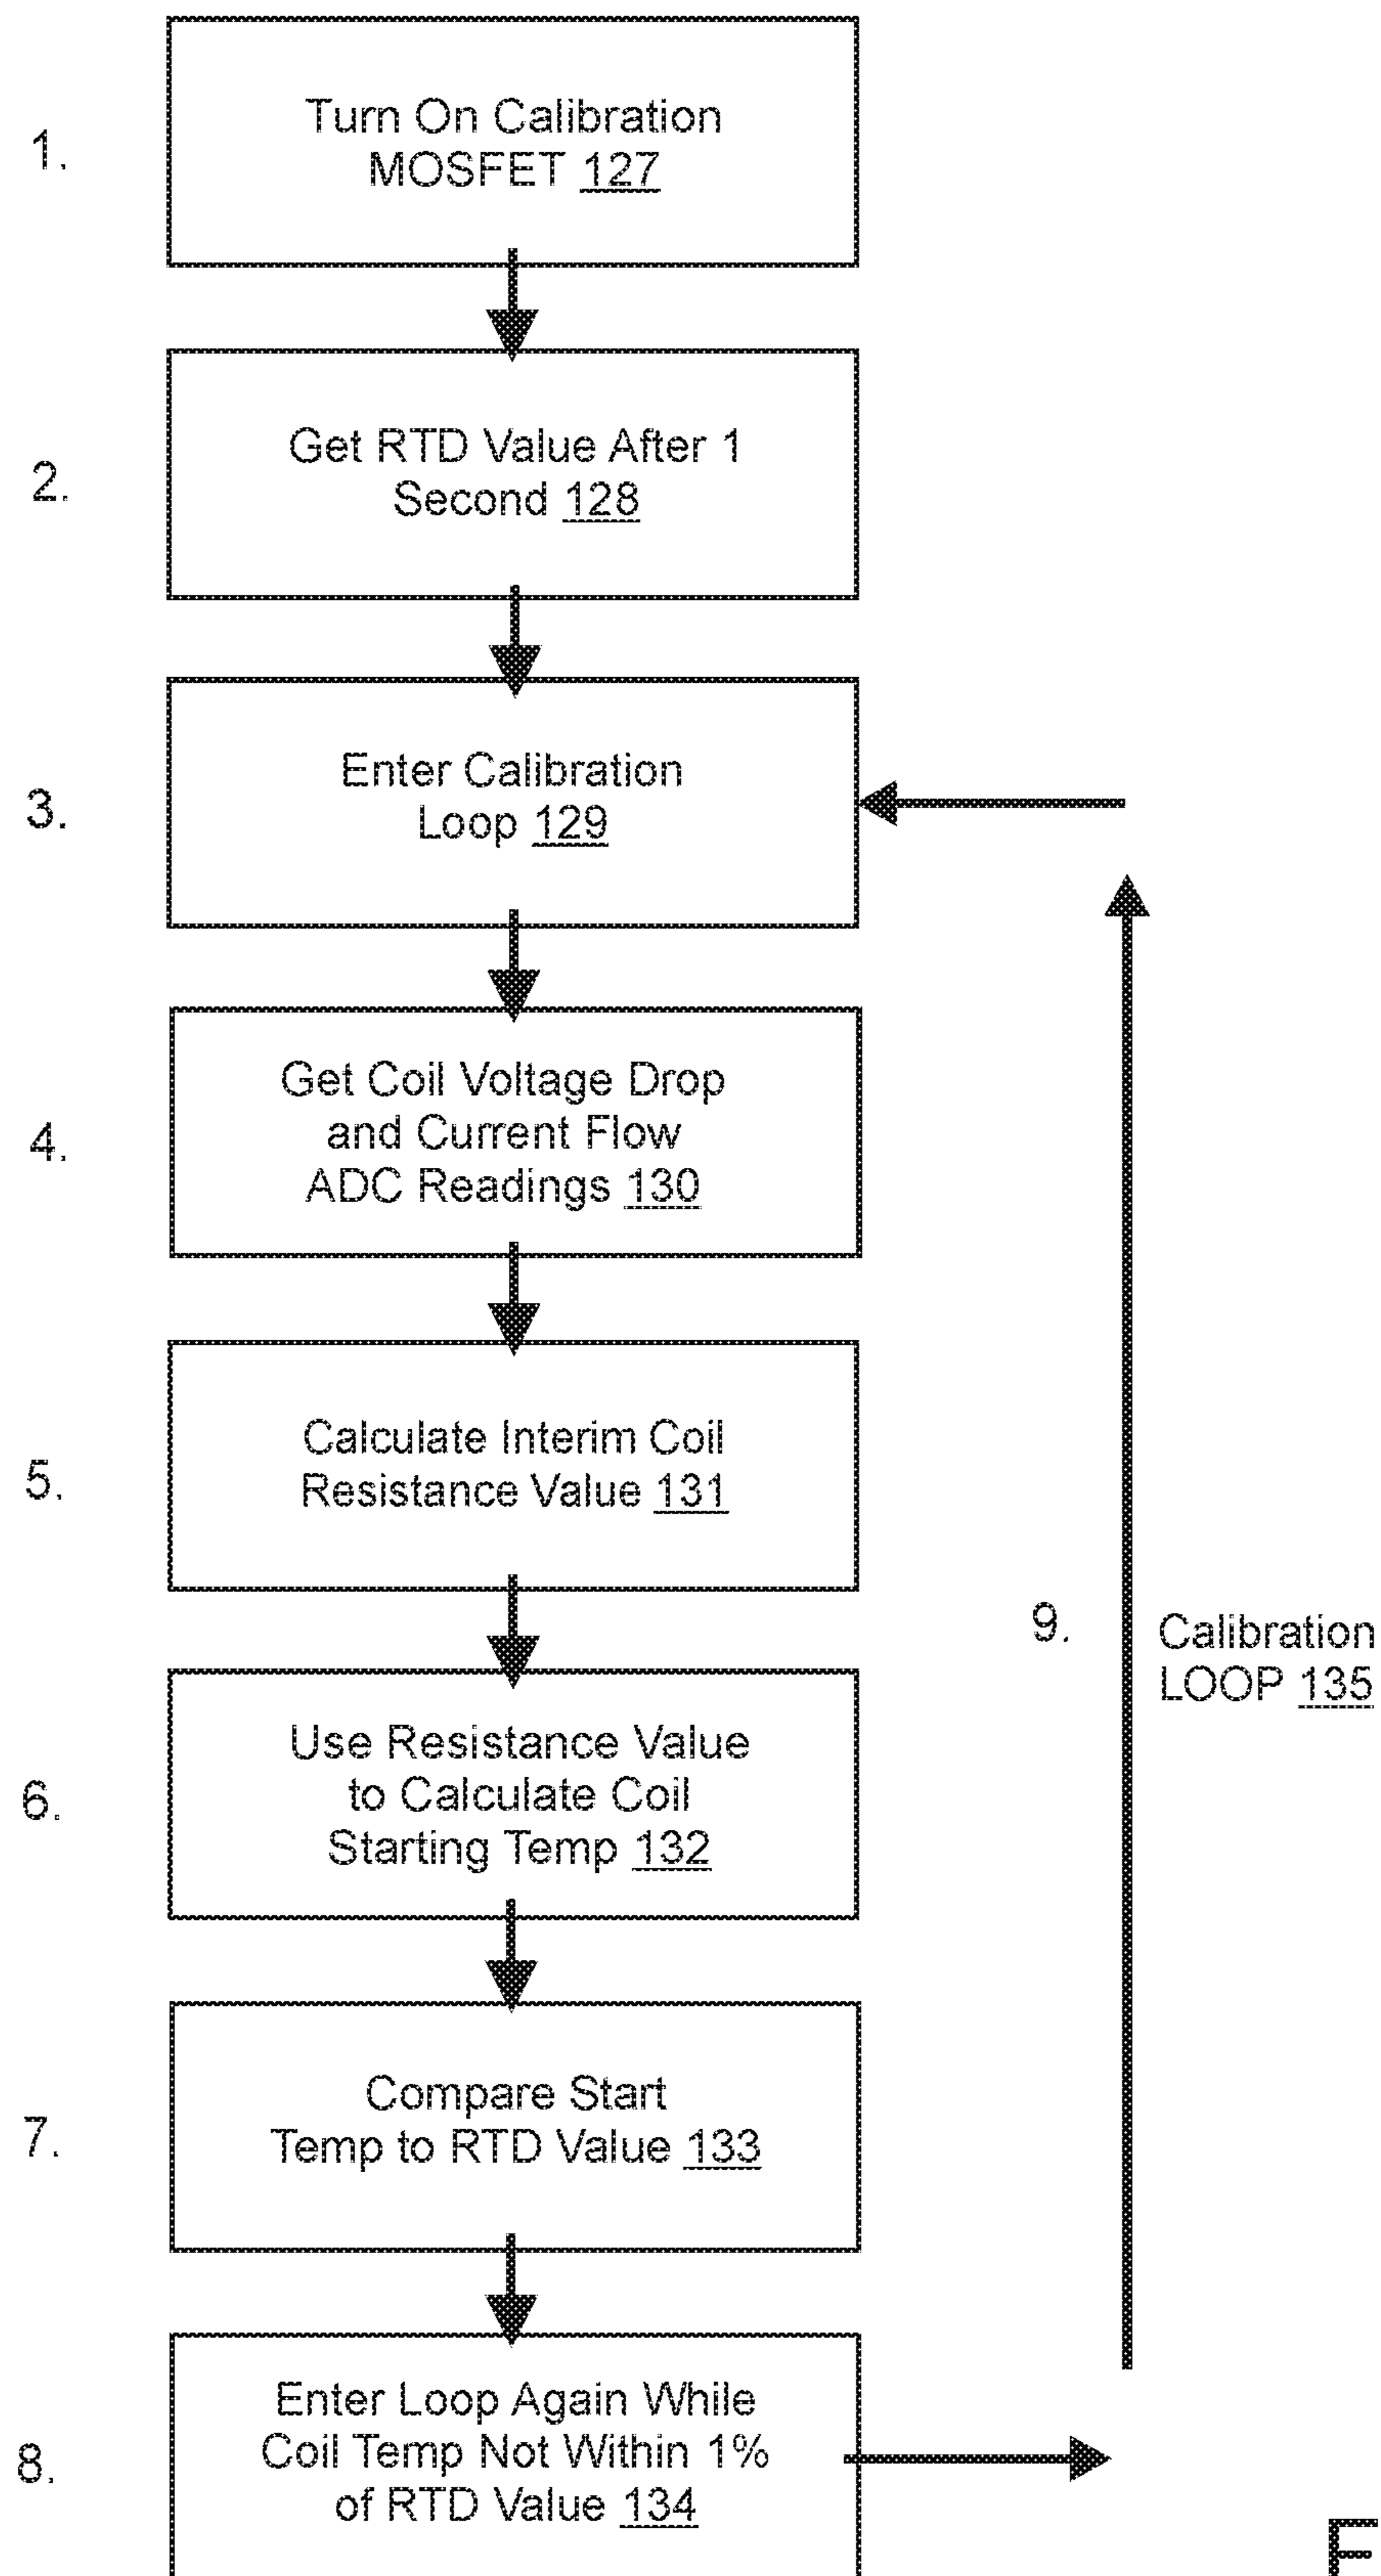 1.
Turn On Calibration
MOSFET 127
2.
Get RTD Value After 1
Second 128
3.
Enter Calibration
Loop 129
4.
Get Coil Voltage Drop
and Current Flow
ADC Readings 130
5.
Calculate Interim Coil
Resistance Value 131
6.
Use Resistance Value
to Calculate Coil
Starting Temp 132
7.
Compare Start
Temp to RTD Value 133
8.
Enter Loop Again While
Coil Temp Not Within 1%
of RTD Value 134
9.
Calibration
LOOP 135